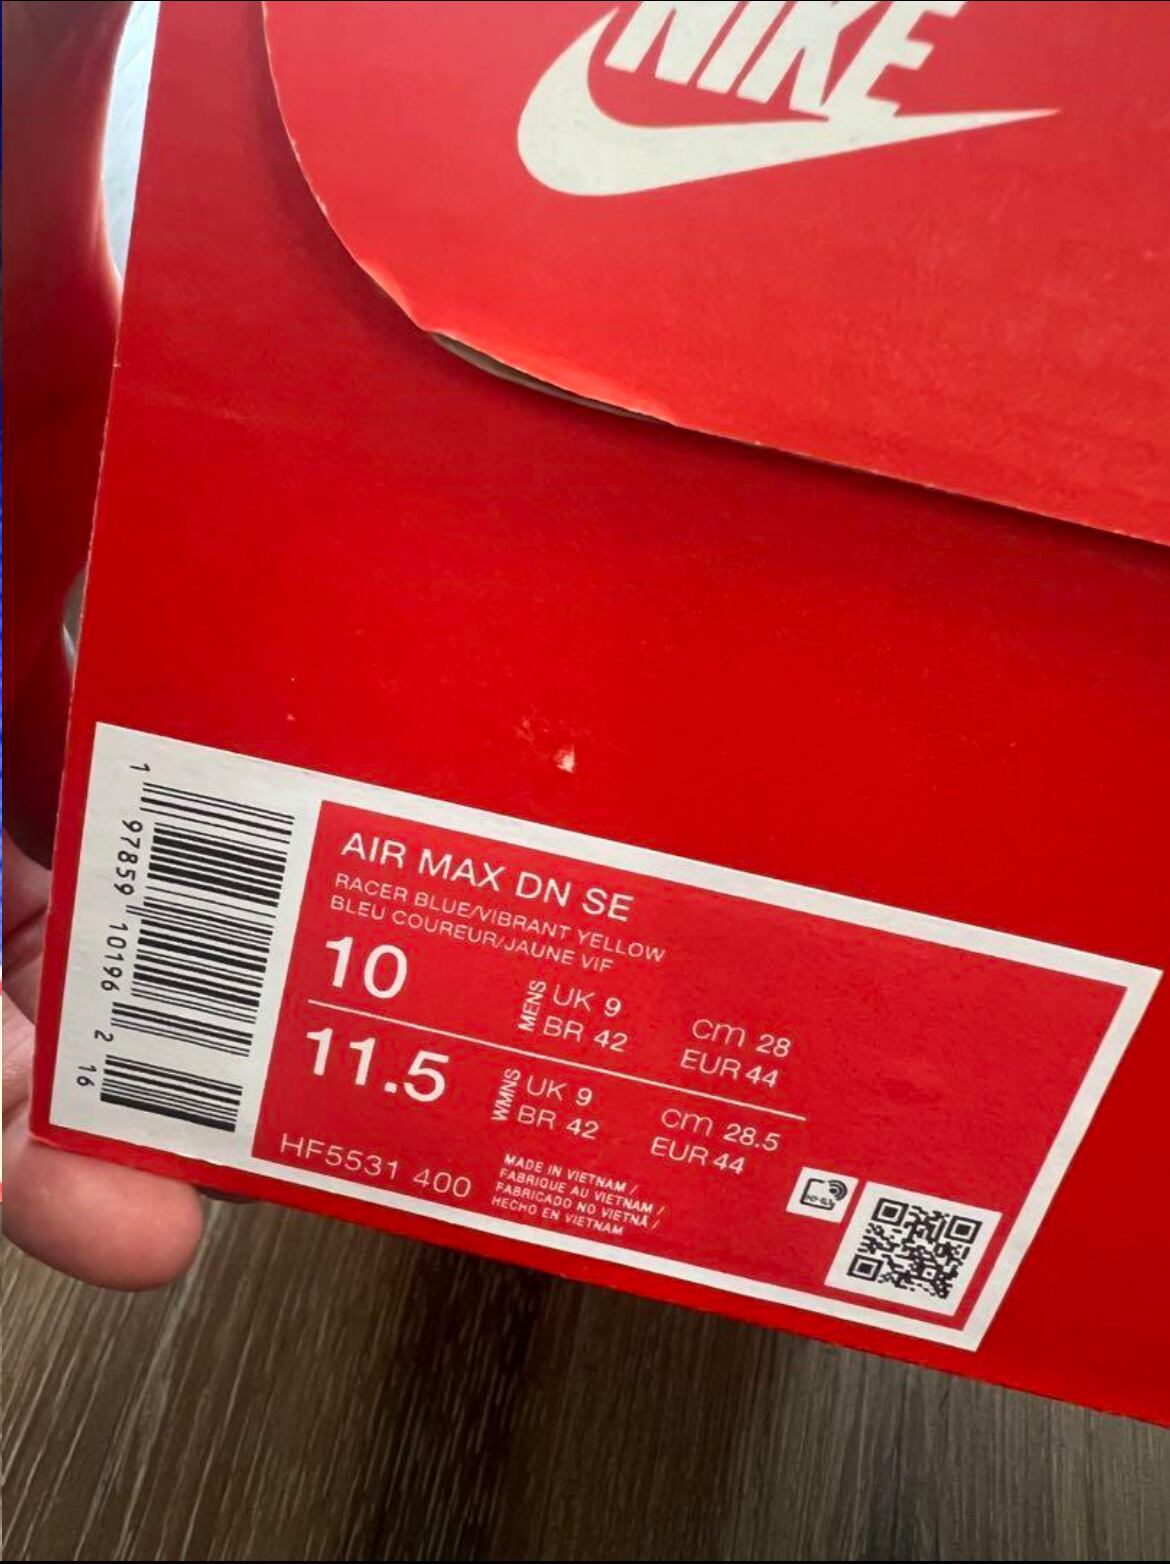 NIKE
1
97859 10196 2 16
AIR MAX DN SE
RACER BLUE/VIBRANT YELLOW
BLEU COUREUR/JAUNE VIF
10
MENS
UK 9
BR 42
cm 28
EUR 44
11.5
WMNS
UK 9
BR 42
cm 28.5
EUR 44
HF5531 400
MADE IN VIETNAM /
FABRIQUE AU VIETNAM /
FABRICADO NO VIETNÃ /
HECHO EN VIETNAM